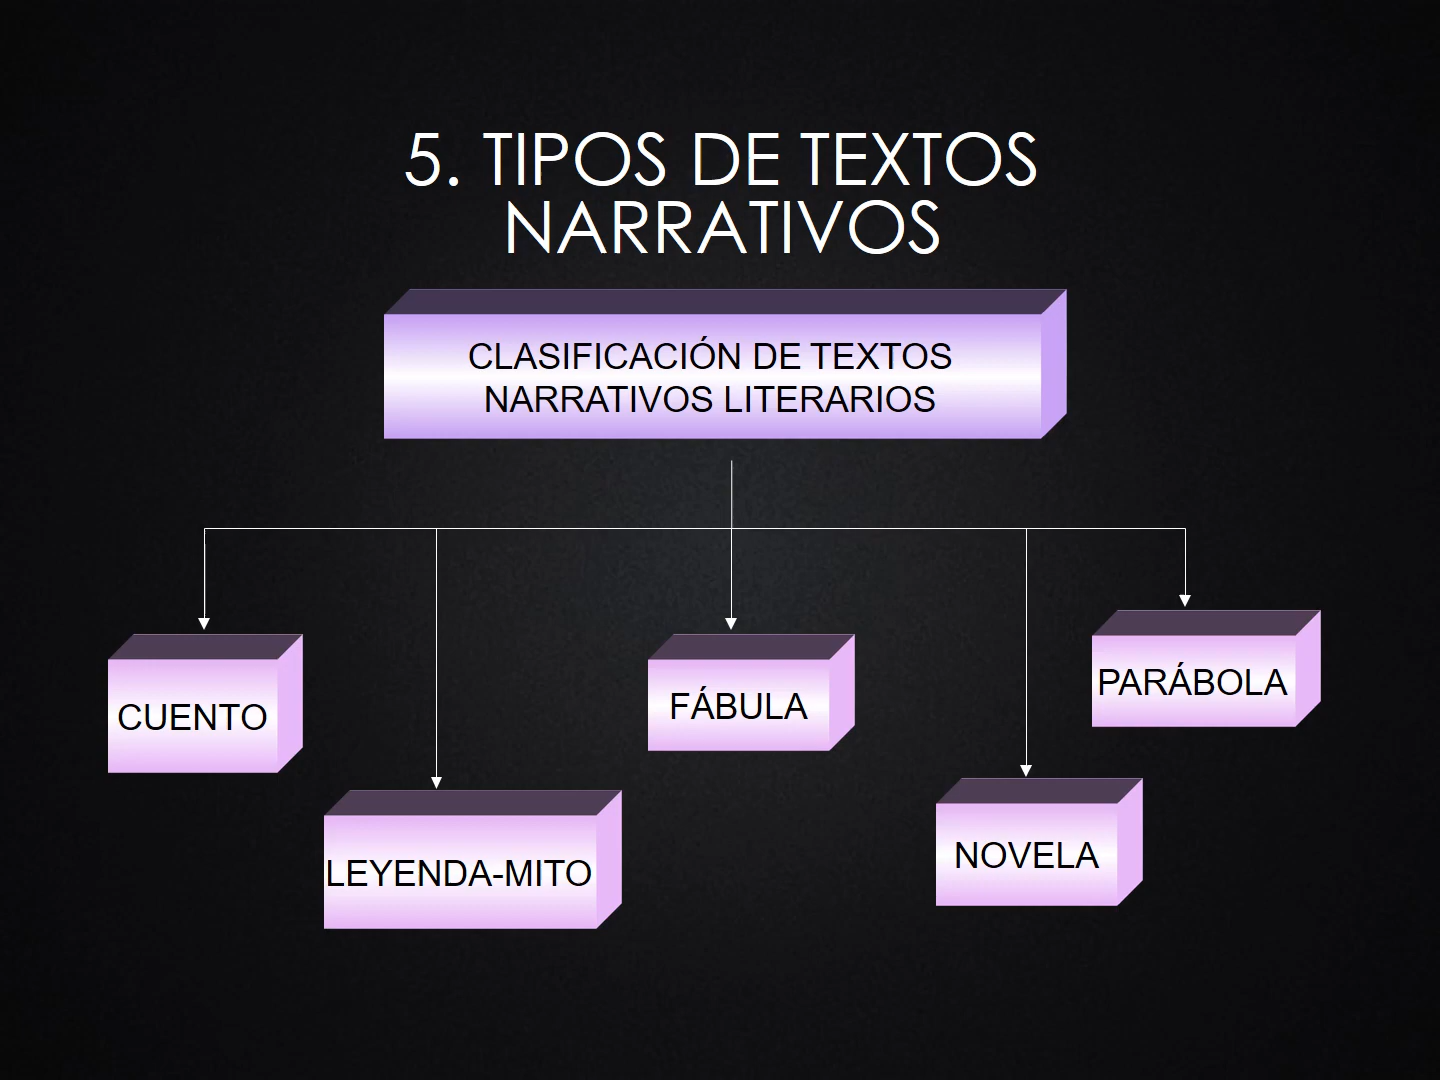 5. TIPOS DE TEXTOS
NARRATIVOS
CLASIFICACIÓN DE TEXTOS
NARRATIVOS LITERARIOS
CUENTO
LEYENDA-MITO
FÁBULA
NOVELA
PARÁBOLA